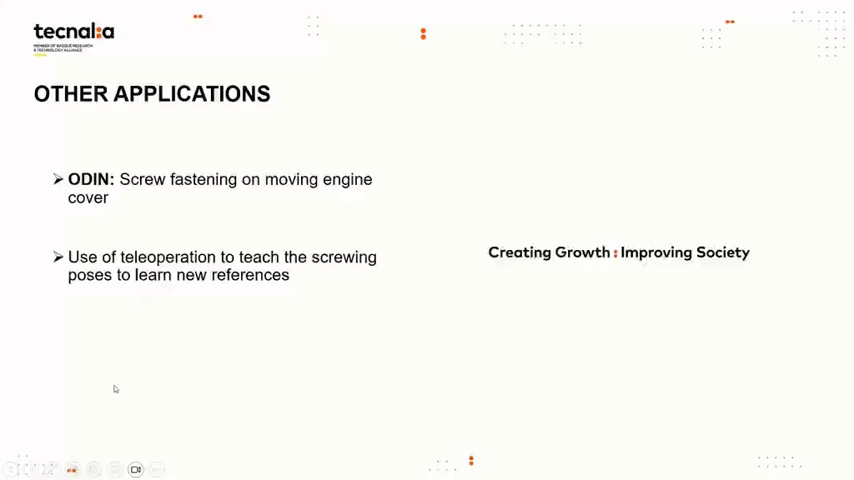 tecnal:a
MEMBER OF BASQUE RESEARCH
& TECHNOLOGY ALLIANCE
OTHER APPLICATIONS
ODIN: Screw fastening on moving engine
cover
Use of teleoperation to teach the screwing
poses to learn new references
Creating Growth : Improving Society